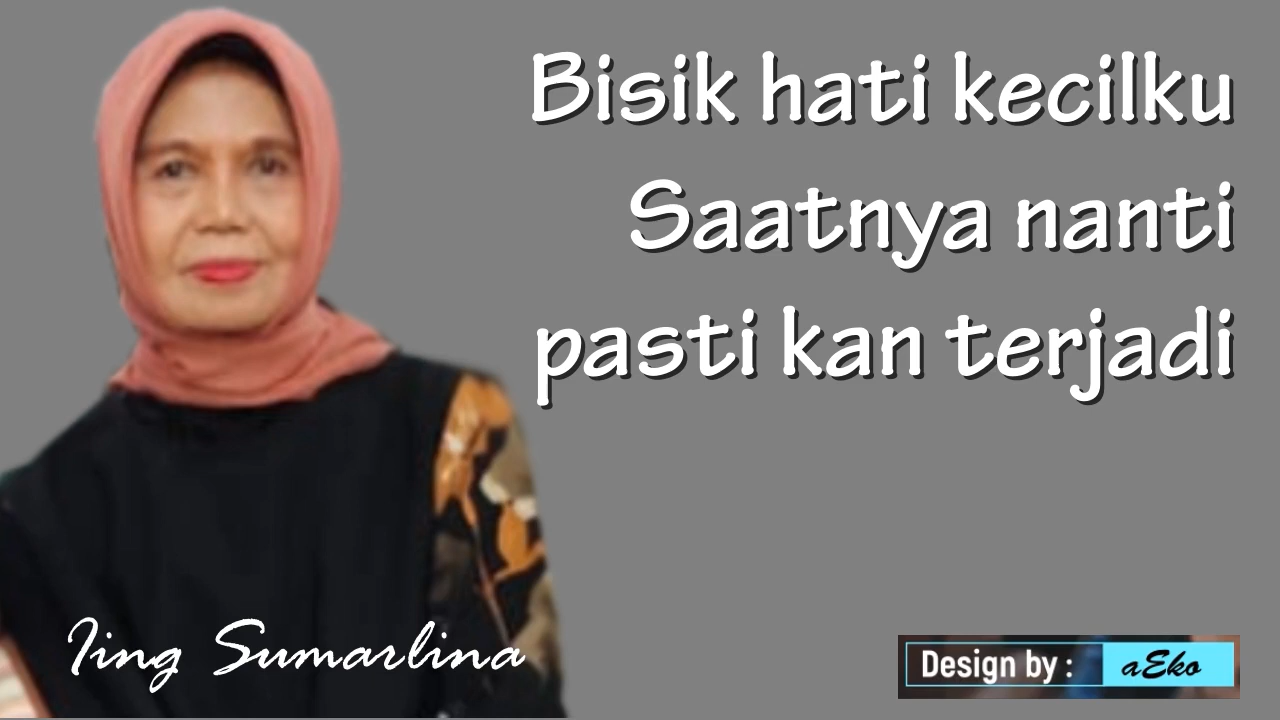 Bisik hati kecilku
Saatnya nanti
pasti kan terjadi
Iing Sumarlina
Design by : aEko